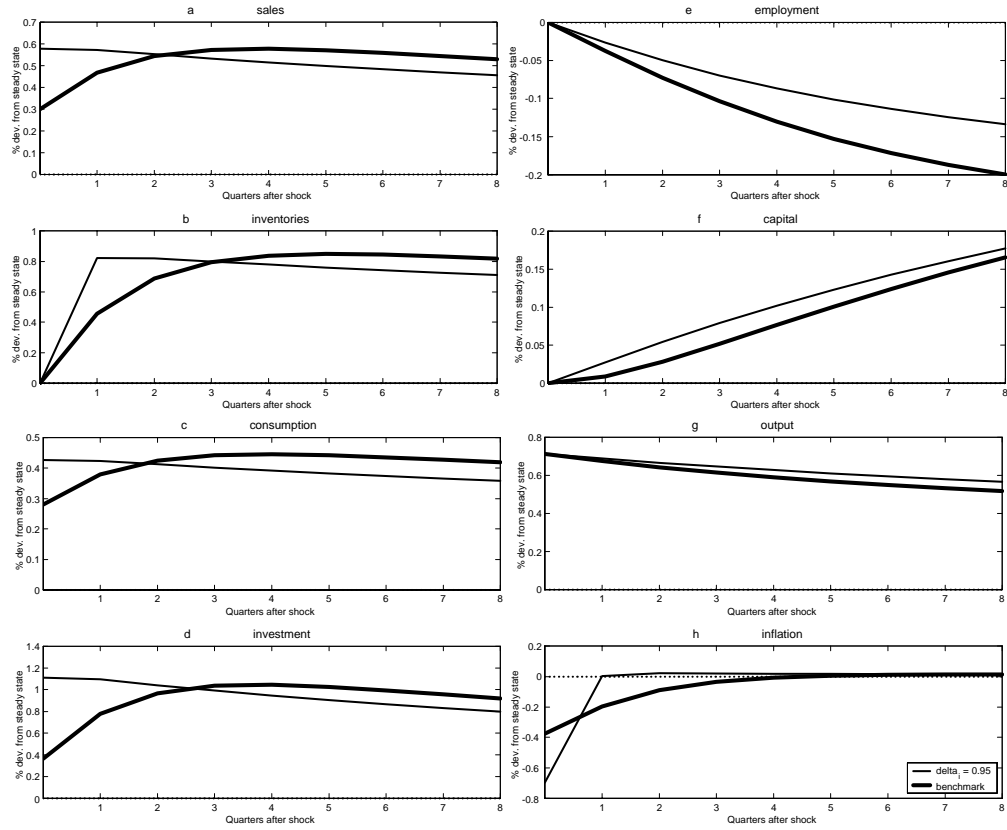 a sales
% dev. from steady state
0.7
0.6
0.5
0.4
0.3
0.2
0.1
0
1 2 3 4 5 6 7 8
Quarters after shock
b inventories
% dev. from steady state
1
0.8
0.6
0.4
0.2
0
1 2 3 4 5 6 7 8
Quarters after shock
c consumption
% dev. from steady state
0.5
0.4
0.3
0.2
0.1
0
1 2 3 4 5 6 7 8
Quarters after shock
d investment
% dev. from steady state
1.4
1.2
1
0.8
0.6
0.4
0.2
0
1 2 3 4 5 6 7 8
Quarters after shock
e employment
% dev. from steady state
0
-0.05
-0.1
-0.15
-0.2
1 2 3 4 5 6 7 8
Quarters after shock
f capital
% dev. from steady state
0.2
0.15
0.1
0.05
0
1 2 3 4 5 6 7 8
Quarters after shock
g output
% dev. from steady state
0.8
0.6
0.4
0.2
0
1 2 3 4 5 6 7 8
Quarters after shock
h inflation
% dev. from steady state
0.2
0
-0.2
-0.4
-0.6
-0.8
1 2 3 4 5 6 7 8
Quarters after shock
delta_i = 0.95
benchmark